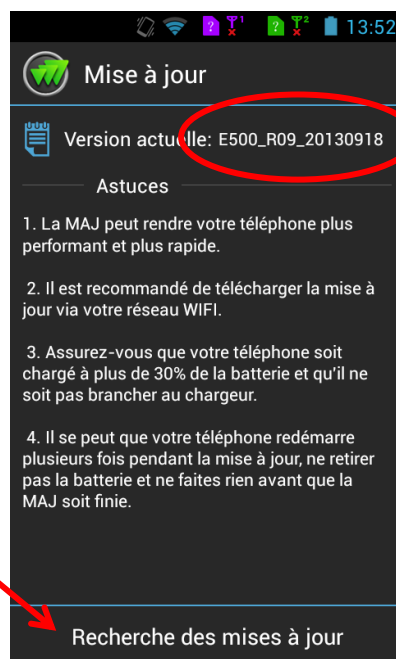 ? 1 ? 2 13:52
Mise à jour
Version actuelle: E500_R09_20130918
Astuces
1. La MAJ peut rendre votre téléphone plus
performant et plus rapide.
2. Il est recommandé de télécharger la mise à
jour via votre réseau WIFI.
3. Assurez-vous que votre téléphone soit
chargé à plus de 30% de la batterie et qu'il ne
soit pas brancher au chargeur.
4. Il se peut que votre téléphone redémarre
plusieurs fois pendant la mise à jour, ne retirer
pas la batterie et ne faites rien avant que la
MAJ soit finie.
Recherche des mises à jour